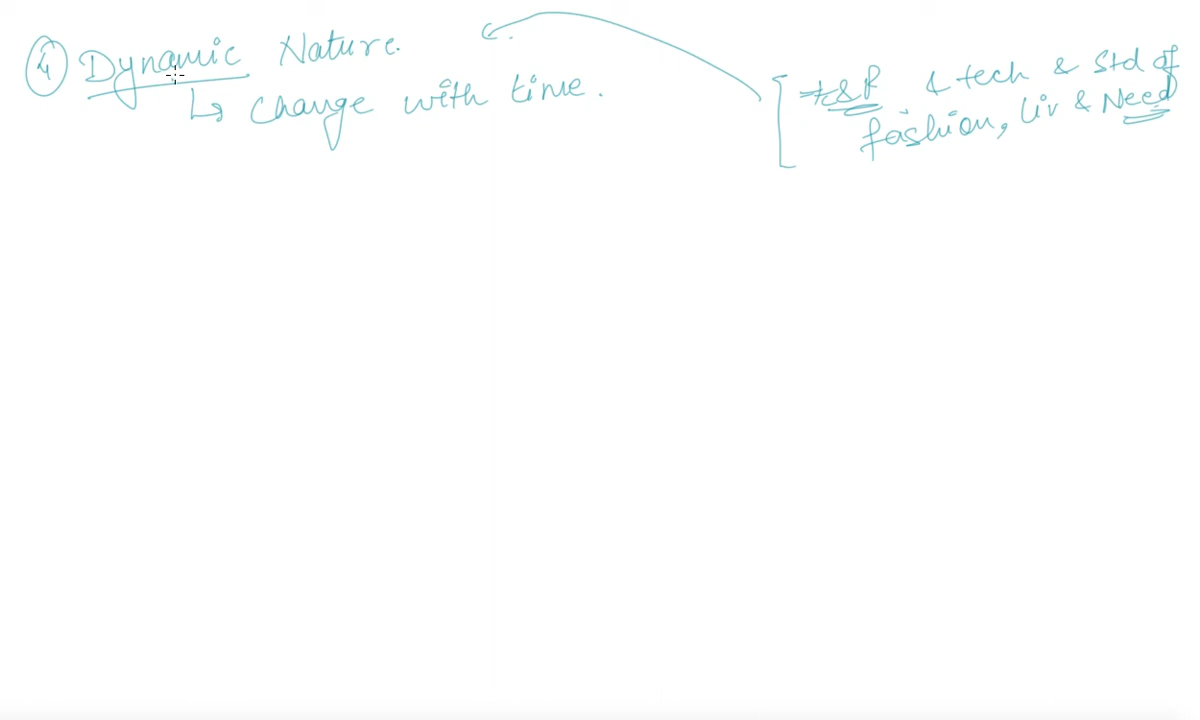 ④ Dynamic Nature.
↳ Change with time.
T&P & tech & Std of
fashion, liv & Need